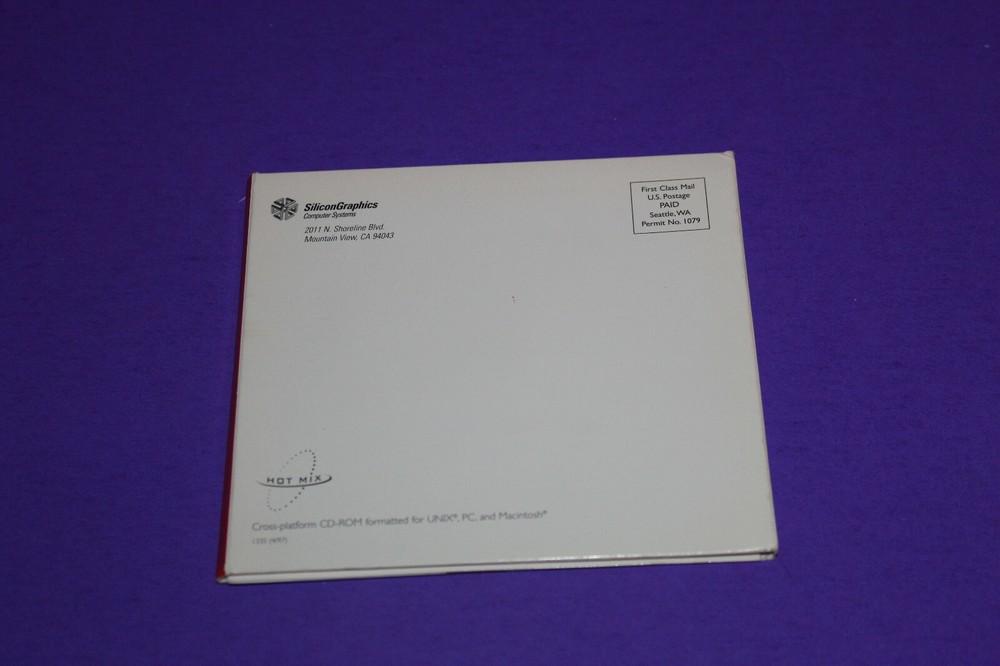 SiliconGraphics
Computer Systems
2011 N. Shoreline Blvd.
Mountain View, CA 94043
First Class Mail
U.S. Postage
PAID
Seattle, WA
Permit No. 1079
HOT MIX
Cross-platform CD-ROM formatted for UNIX®, PC, and Macintosh®